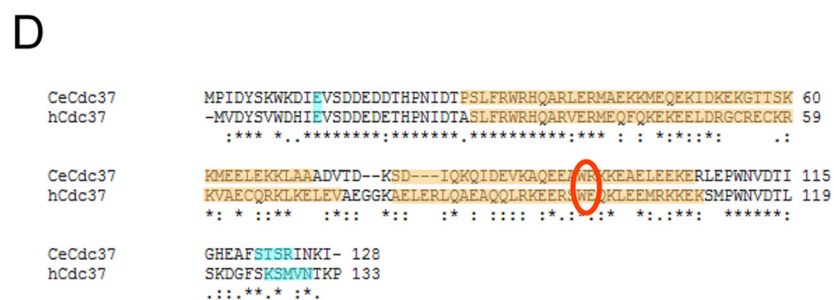 D
CeCdc37 MPIDYSKWKDIEVSDDEDDTHPNIDTPSLFRWRHQARLERMAEKKMEQEKIDKEKGTTSK 60
hCdc37 -MVDYSVWDHIEVSDDEDETHPNIDTASLFRWRHQARVERMEQFQKEKEELDRGCRECKR 59
:*** *..********:*******.**********:*** : *:*::*: .:
CeCdc37 KMEELEKKLAAADVTD--KSD---IQKQIDEVKAQEEAWRKKEAELEEKERLEPWNVDTI 115
hCdc37 KVAECQRKLKELEVAEGGKAELERLQAEAQQLRKEERSWEQKLEEMRKKEKSMPWNVDTL 119
*: * ::** :*:: *:: :* : ::::: :*.:*.:* *:.:**: ******:
CeCdc37 GHEAFSTSRINKI- 128
hCdc37 SKDGFSKSMVNTKP 133
.::.**.* :*.